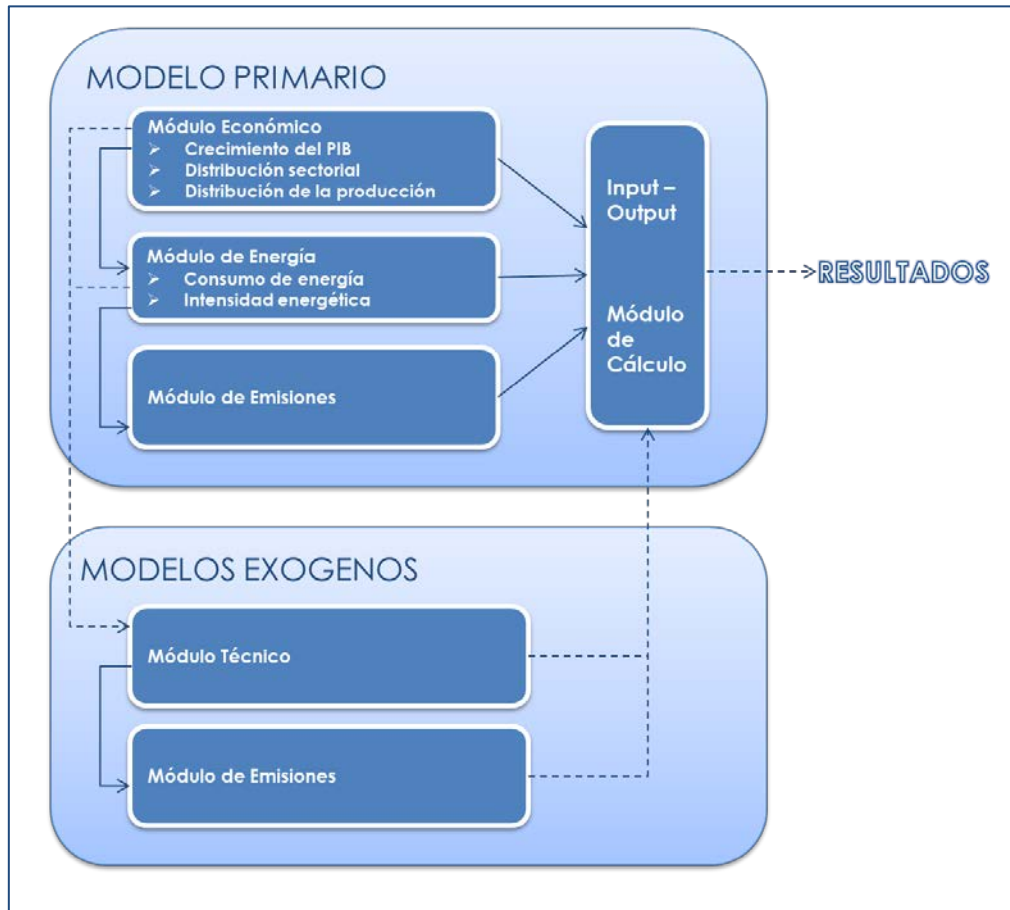 MODELO PRIMARIO
Módulo Económico
➢ Crecimiento del PIB
➢ Distribución sectorial
➢ Distribución de la producción
Módulo de Energía
➢ Consumo de energía
➢ Intensidad energética
Módulo de Emisiones
Input –
Output
Módulo
de
Cálculo
RESULTADOS
MODELOS EXOGENOS
Módulo Técnico
Módulo de Emisiones